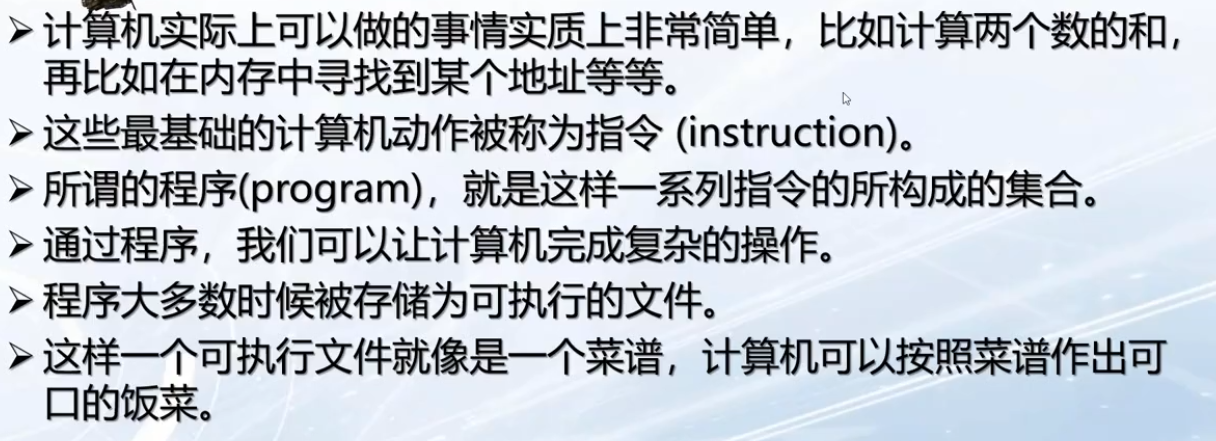 ➢ 计算机实际上可以做的事情实质上非常简单，比如计算两个数的和，
再比如在内存中寻找到某个地址等等。
➢ 这些最基础的计算机动作被称为指令 (instruction)。
➢ 所谓的程序(program)，就是这样一系列指令的所构成的集合。
➢ 通过程序，我们可以让计算机完成复杂的操作。
➢ 程序大多数时候被存储为可执行的文件。
➢ 这样一个可执行文件就像是一个菜谱，计算机可以按照菜谱作出可
口的饭菜。